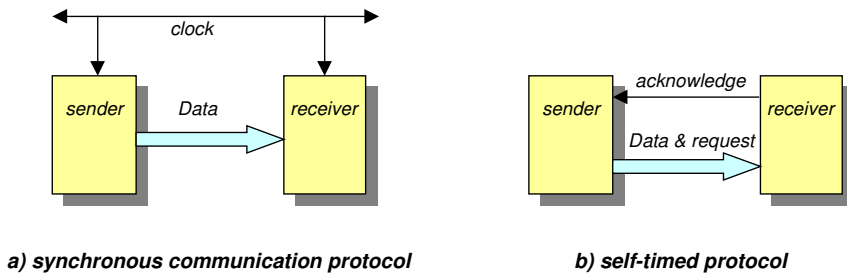 clock
sender
Data
receiver
a) synchronous communication protocol
acknowledge
sender
receiver
Data & request
b) self-timed protocol